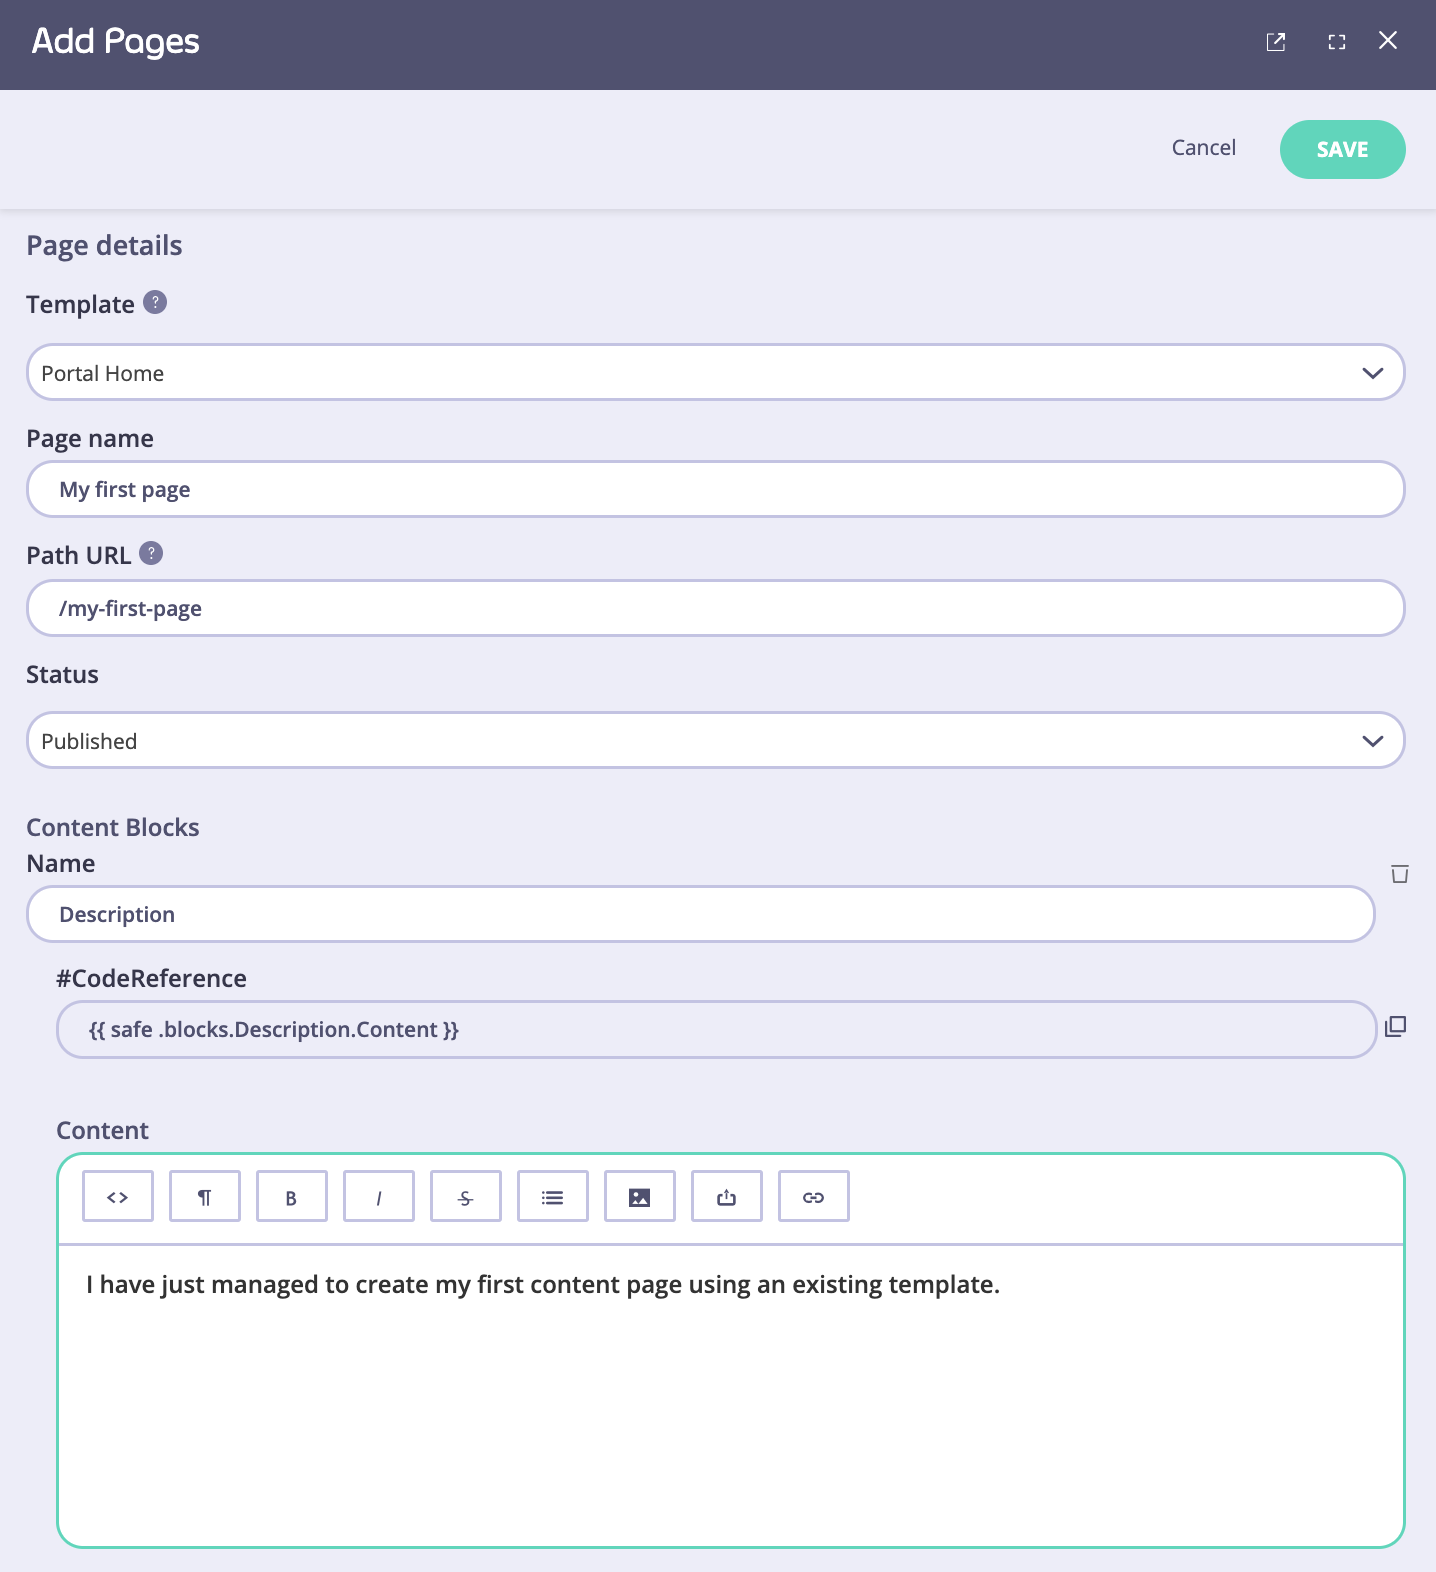 Add Pages
Cancel
SAVE
Page details
Template ?
Portal Home
Page name
My first page
Path URL ?
/my-first-page
Status
Published
Content Blocks
Name
Description
#CodeReference
{{ safe .blocks.Description.Content }}
Content
<> ¶ B I S
I have just managed to create my first content page using an existing template.